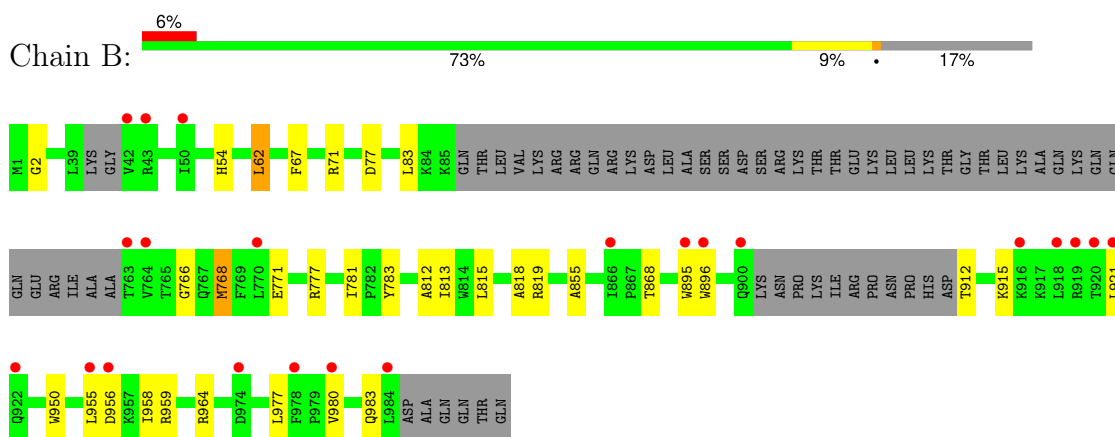 6%
Chain B:
73% 9% • 17%
M1 G2 L39 LYS GLY V42 R43 I50 H54 L62 F67 R71 D77 L83 K84 K85 GLN THR LEU VAL LYS ARG ARG GLN ARG LYS ASP LEU ALA SER SER ASP SER ARG LYS THR THR GLU LYS LEU LEU LYS THR GLY THR LEU LYS ALA GLN LYS GLN GLN
GLN GLU ARG ILE ALA ALA T763 V764 T765 G766 Q767 M768 F769 L770 E771 R777 I781 P782 Y783 A812 I813 W814 L815 A818 R819 A855 I866 P867 T868 W895 W896 Q900 LYS ASN PRO LYS ILE ARG PRO ASN PRO HIS ASP T912 K915 K916 K917 L918 R919 T920 L921
Q922 W950 L955 D956 K957 I958 R959 R964 D974 L977 F978 P979 V980 Q983 L984 ASP ALA GLN GLN THR GLN